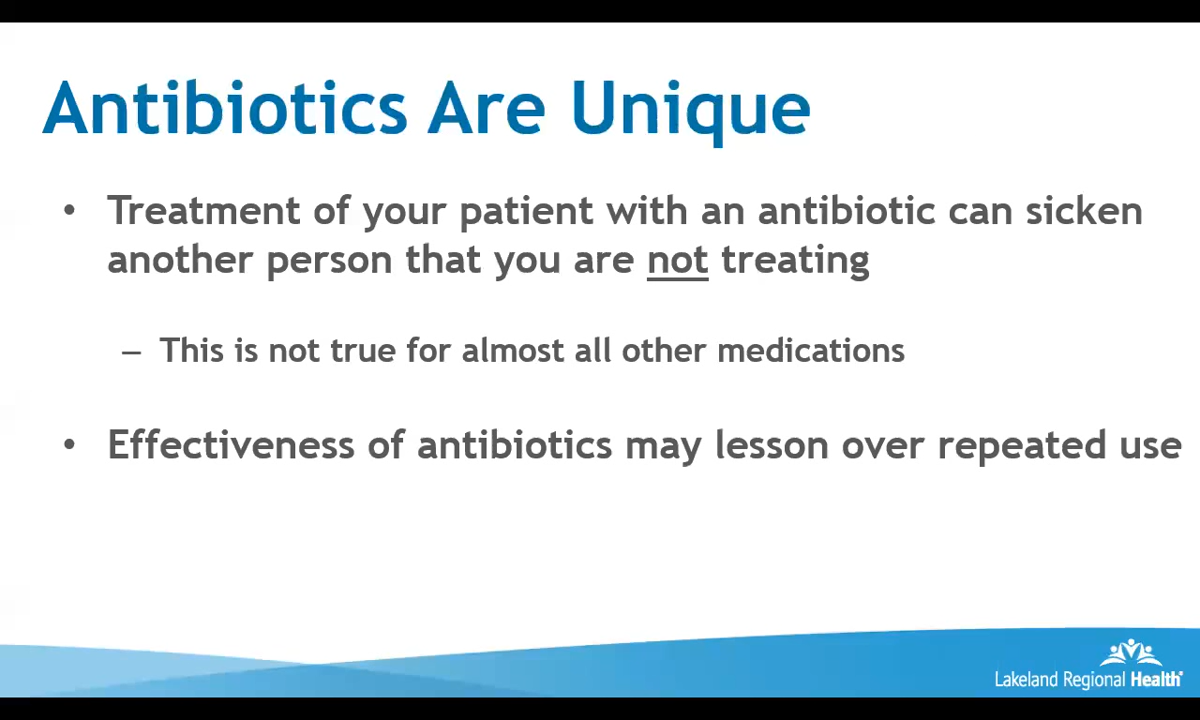 Antibiotics Are Unique
• Treatment of your patient with an antibiotic can sicken
another person that you are not treating
– This is not true for almost all other medications
• Effectiveness of antibiotics may lesson over repeated use
Lakeland Regional Health